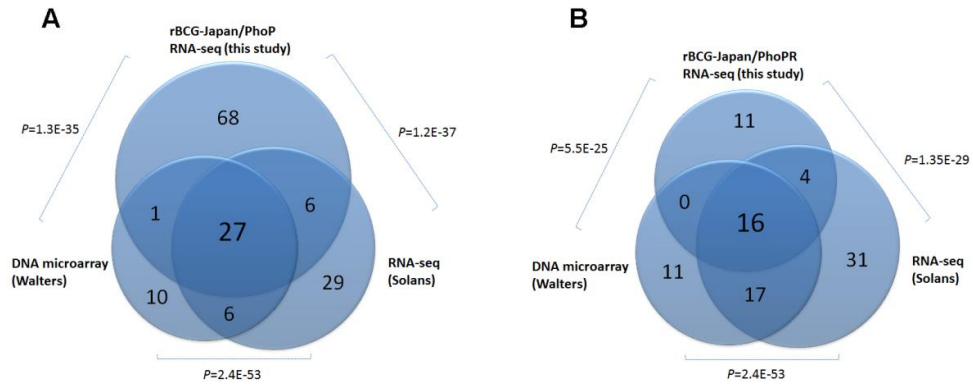 A
rBCG-Japan/PhoP
RNA-seq (this study)
P=1.3E-35
P=1.2E-37
68
1
6
27
DNA microarray
(Walters)
RNA-seq
(Solans)
10
29
6
P=2.4E-53
B
rBCG-Japan/PhoPR
RNA-seq (this study)
P=5.5E-25
P=1.35E-29
11
0
4
16
DNA microarray
(Walters)
RNA-seq
(Solans)
11
31
17
P=2.4E-53